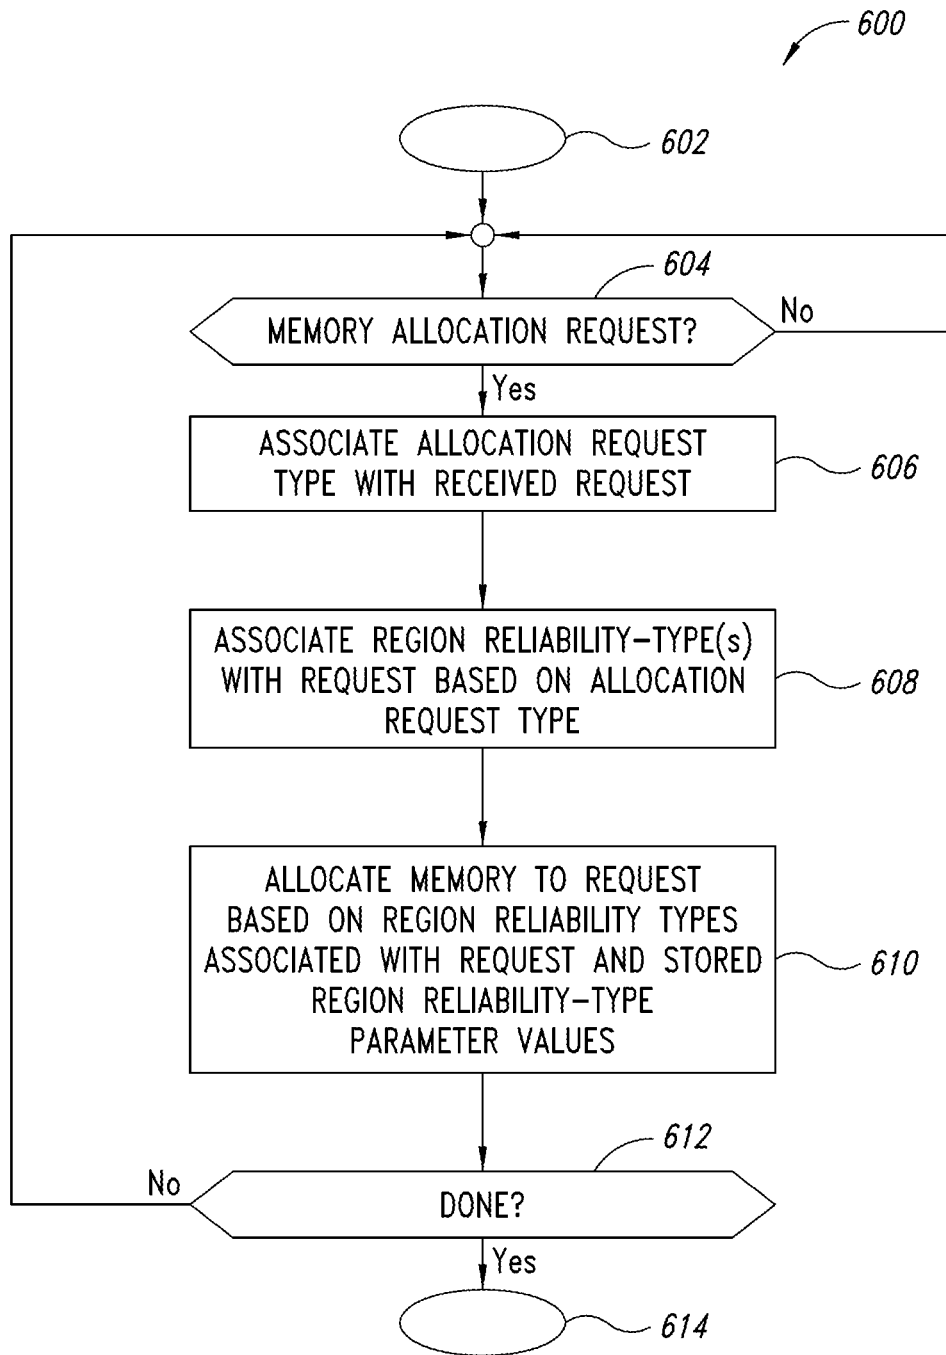 600
602
604
MEMORY ALLOCATION REQUEST?
No
Yes
ASSOCIATE ALLOCATION REQUEST
TYPE WITH RECEIVED REQUEST
606
ASSOCIATE REGION RELIABILITY-TYPE(s)
WITH REQUEST BASED ON ALLOCATION
REQUEST TYPE
608
ALLOCATE MEMORY TO REQUEST
BASED ON REGION RELIABILITY TYPES
ASSOCIATED WITH REQUEST AND STORED
REGION RELIABILITY-TYPE
PARAMETER VALUES
610
612
No
DONE?
Yes
614